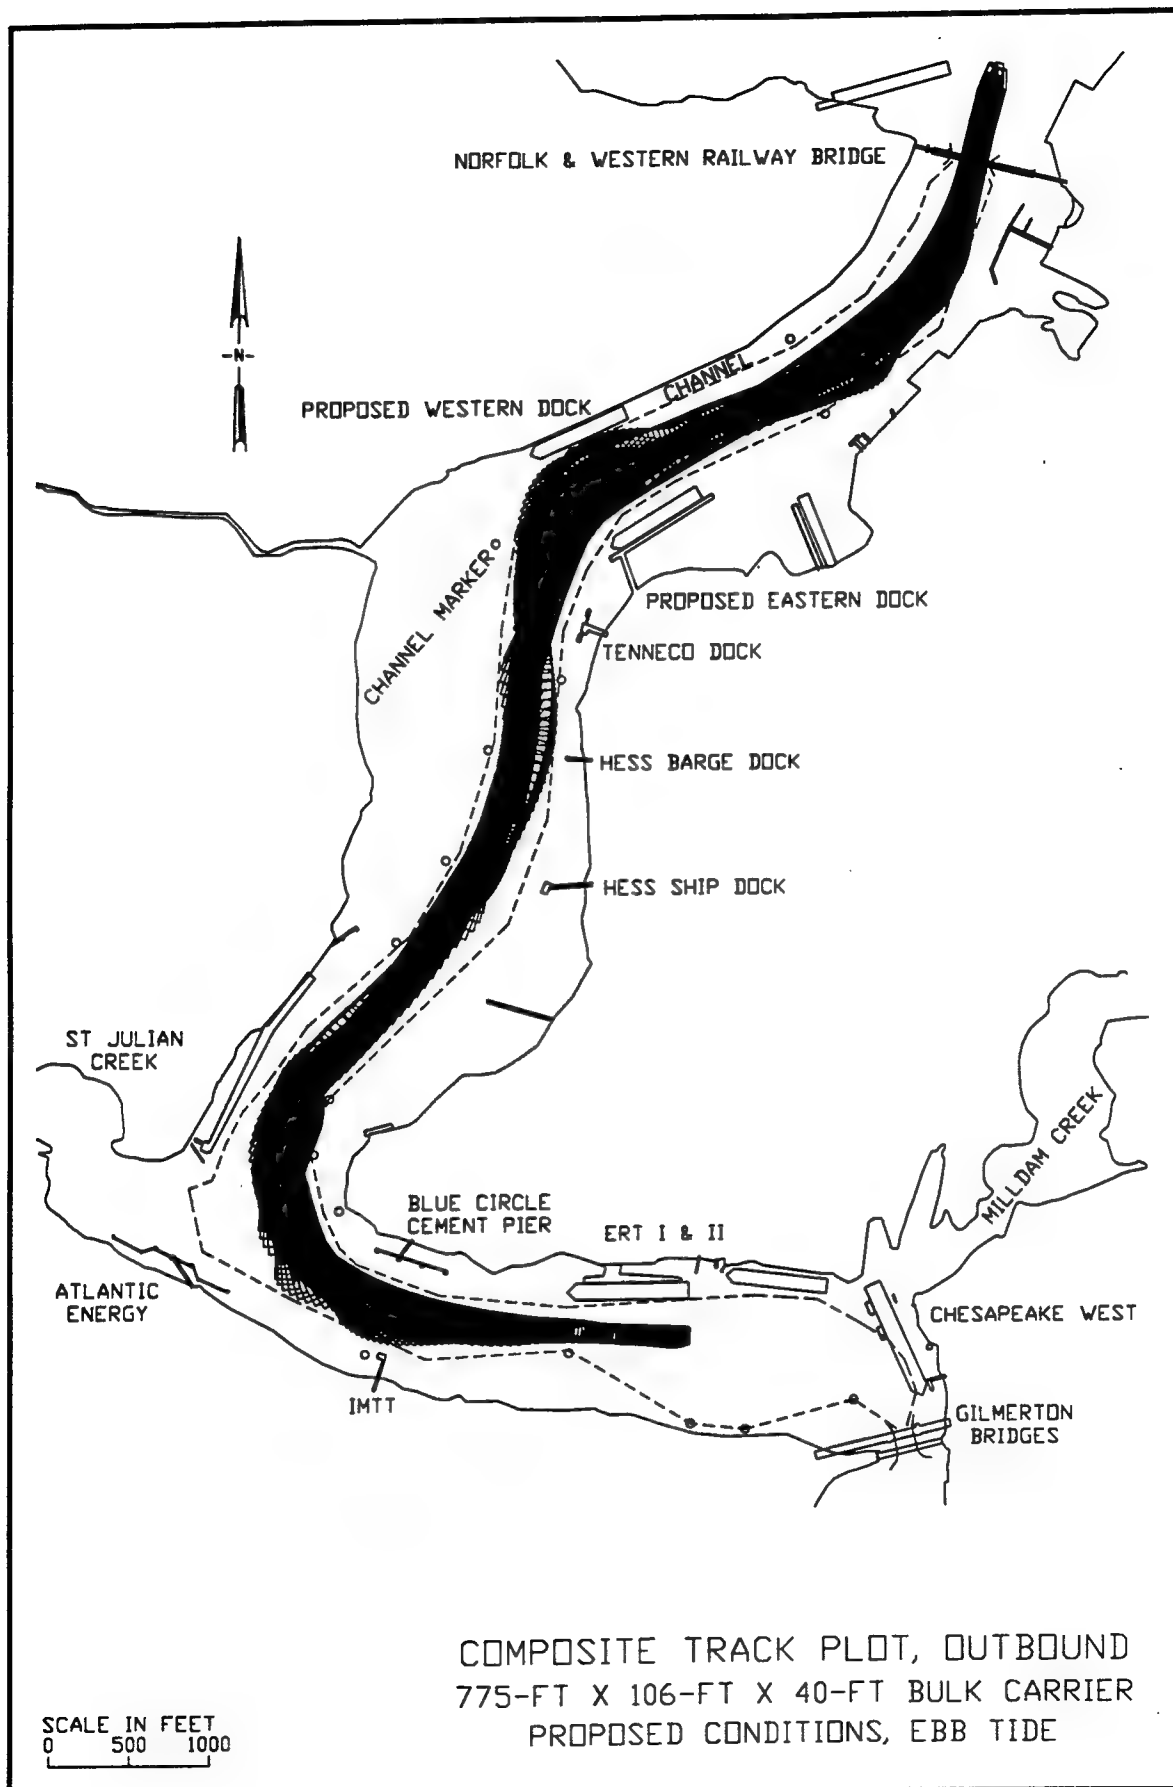 NORFOLK & WESTERN RAILWAY BRIDGE
-N-
CHANNEL
PROPOSED WESTERN DOCK
CHANNEL MARKER
PROPOSED EASTERN DOCK
TENNECO DOCK
HESS BARGE DOCK
HESS SHIP DOCK
ST JULIAN
CREEK
MILLDAM CREEK
BLUE CIRCLE
CEMENT PIER
ERT I & II
ATLANTIC
ENERGY
CHESAPEAKE WEST
IMTT
GILMERTON
BRIDGES
COMPOSITE TRACK PLOT, OUTBOUND
775-FT X 106-FT X 40-FT BULK CARRIER
PROPOSED CONDITIONS, EBB TIDE
SCALE IN FEET
0 500 1000